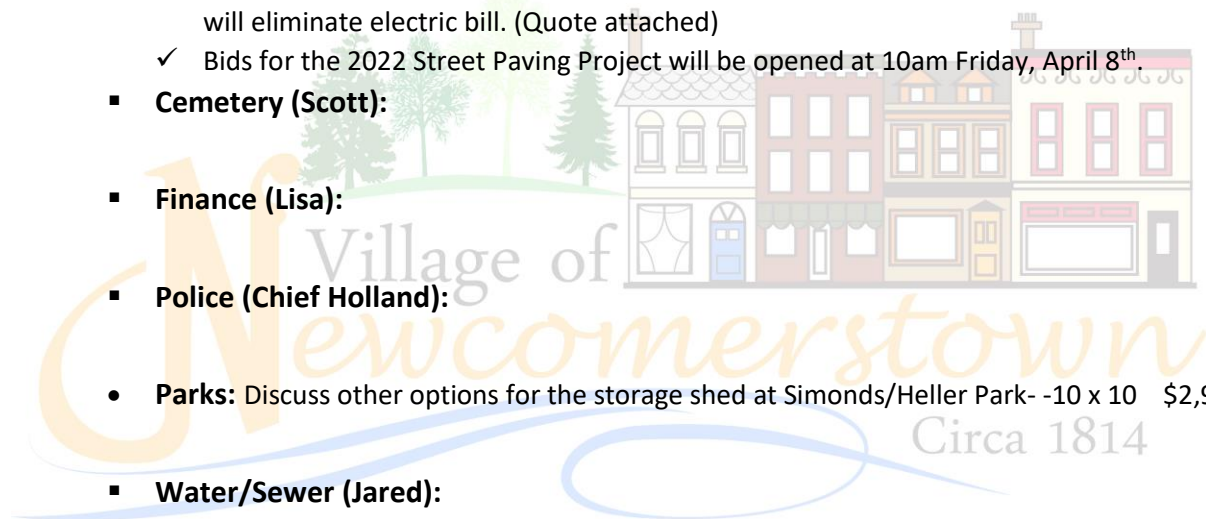 will eliminate electric bill. (Quote attached)
✓ Bids for the 2022 Street Paving Project will be opened at 10am Friday, April 8th.
▪ Cemetery (Scott):
▪ Finance (Lisa):
Village of
▪ Police (Chief Holland):
Newcomerstown
• Parks: Discuss other options for the storage shed at Simonds/Heller Park- -10 x 10 $2,9
Circa 1814
▪ Water/Sewer (Jared):